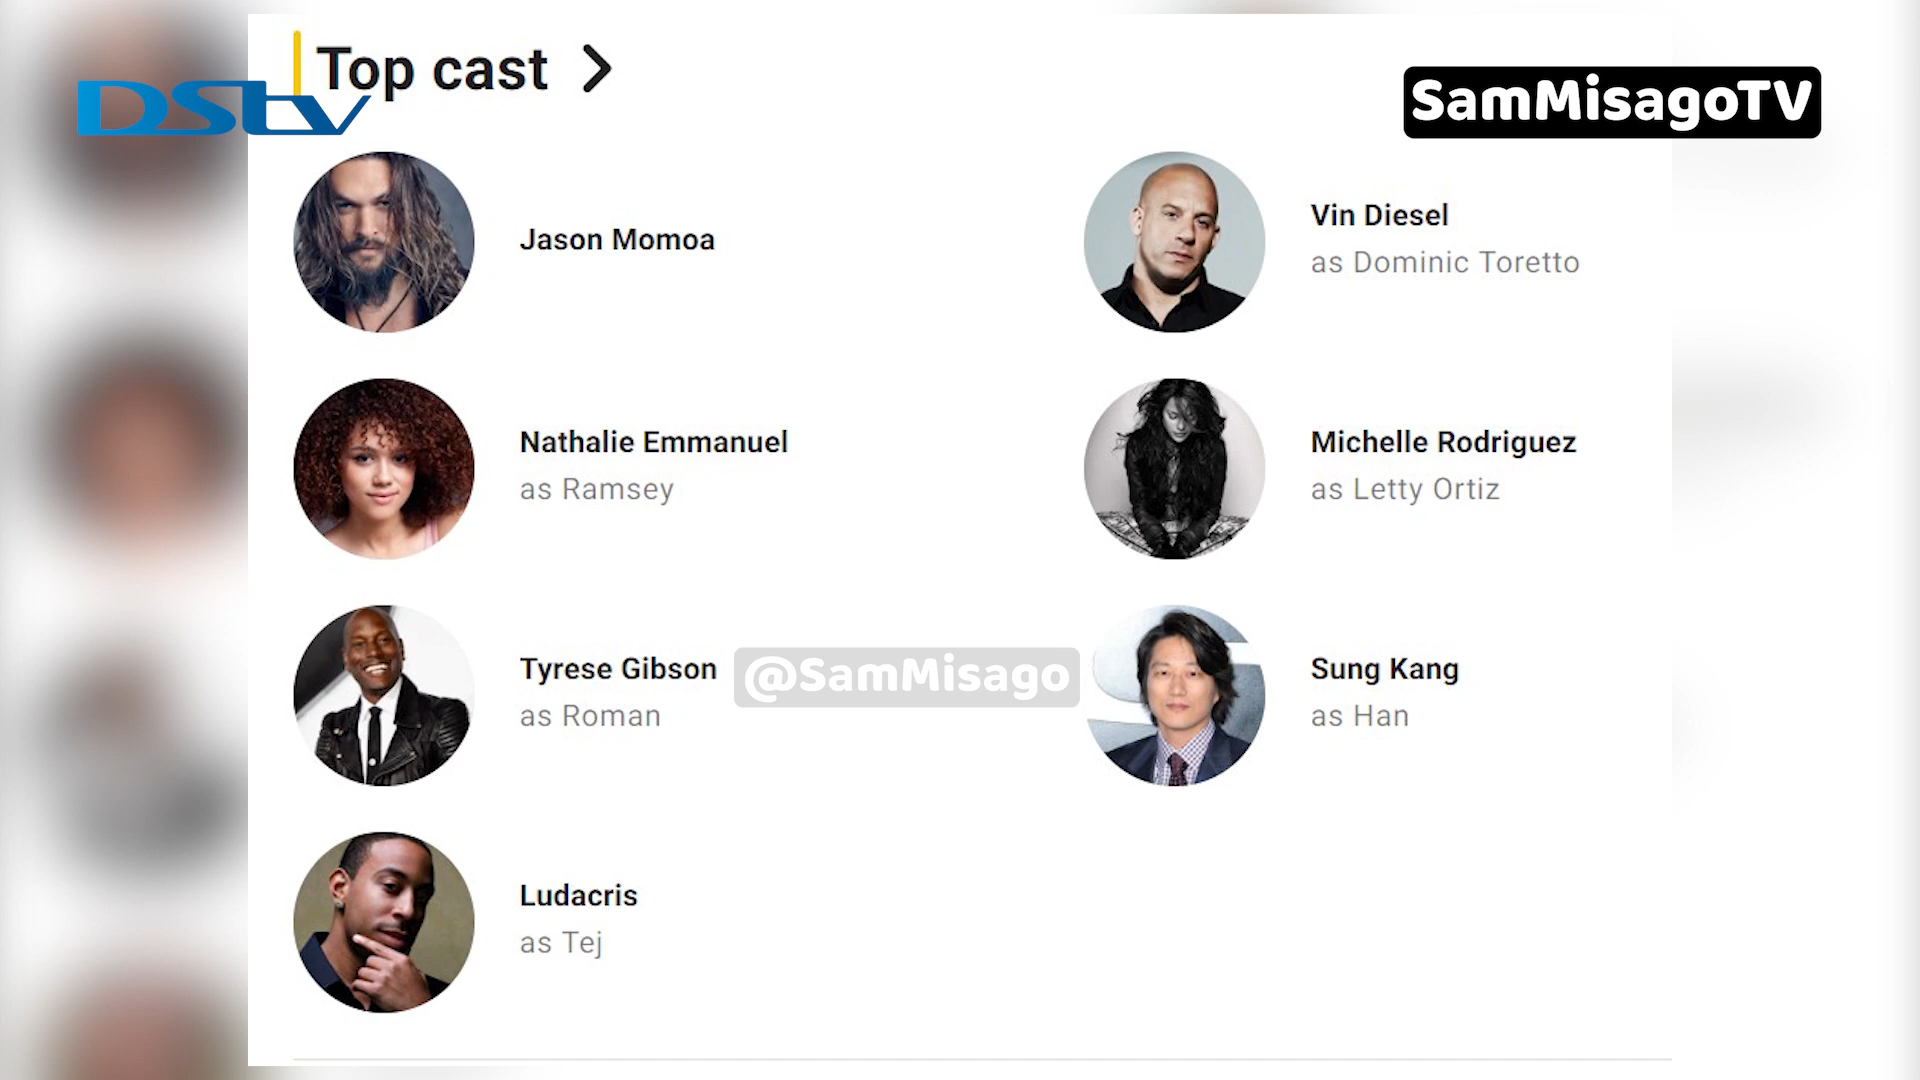 Top cast
DStv
SamMisagoTV
Jason Momoa
Vin Diesel
as Dominic Toretto
Nathalie Emmanuel
as Ramsey
Michelle Rodriguez
as Letty Ortiz
Tyrese Gibson
as Roman
@SamMisago
Sung Kang
as Han
Ludacris
as Tej